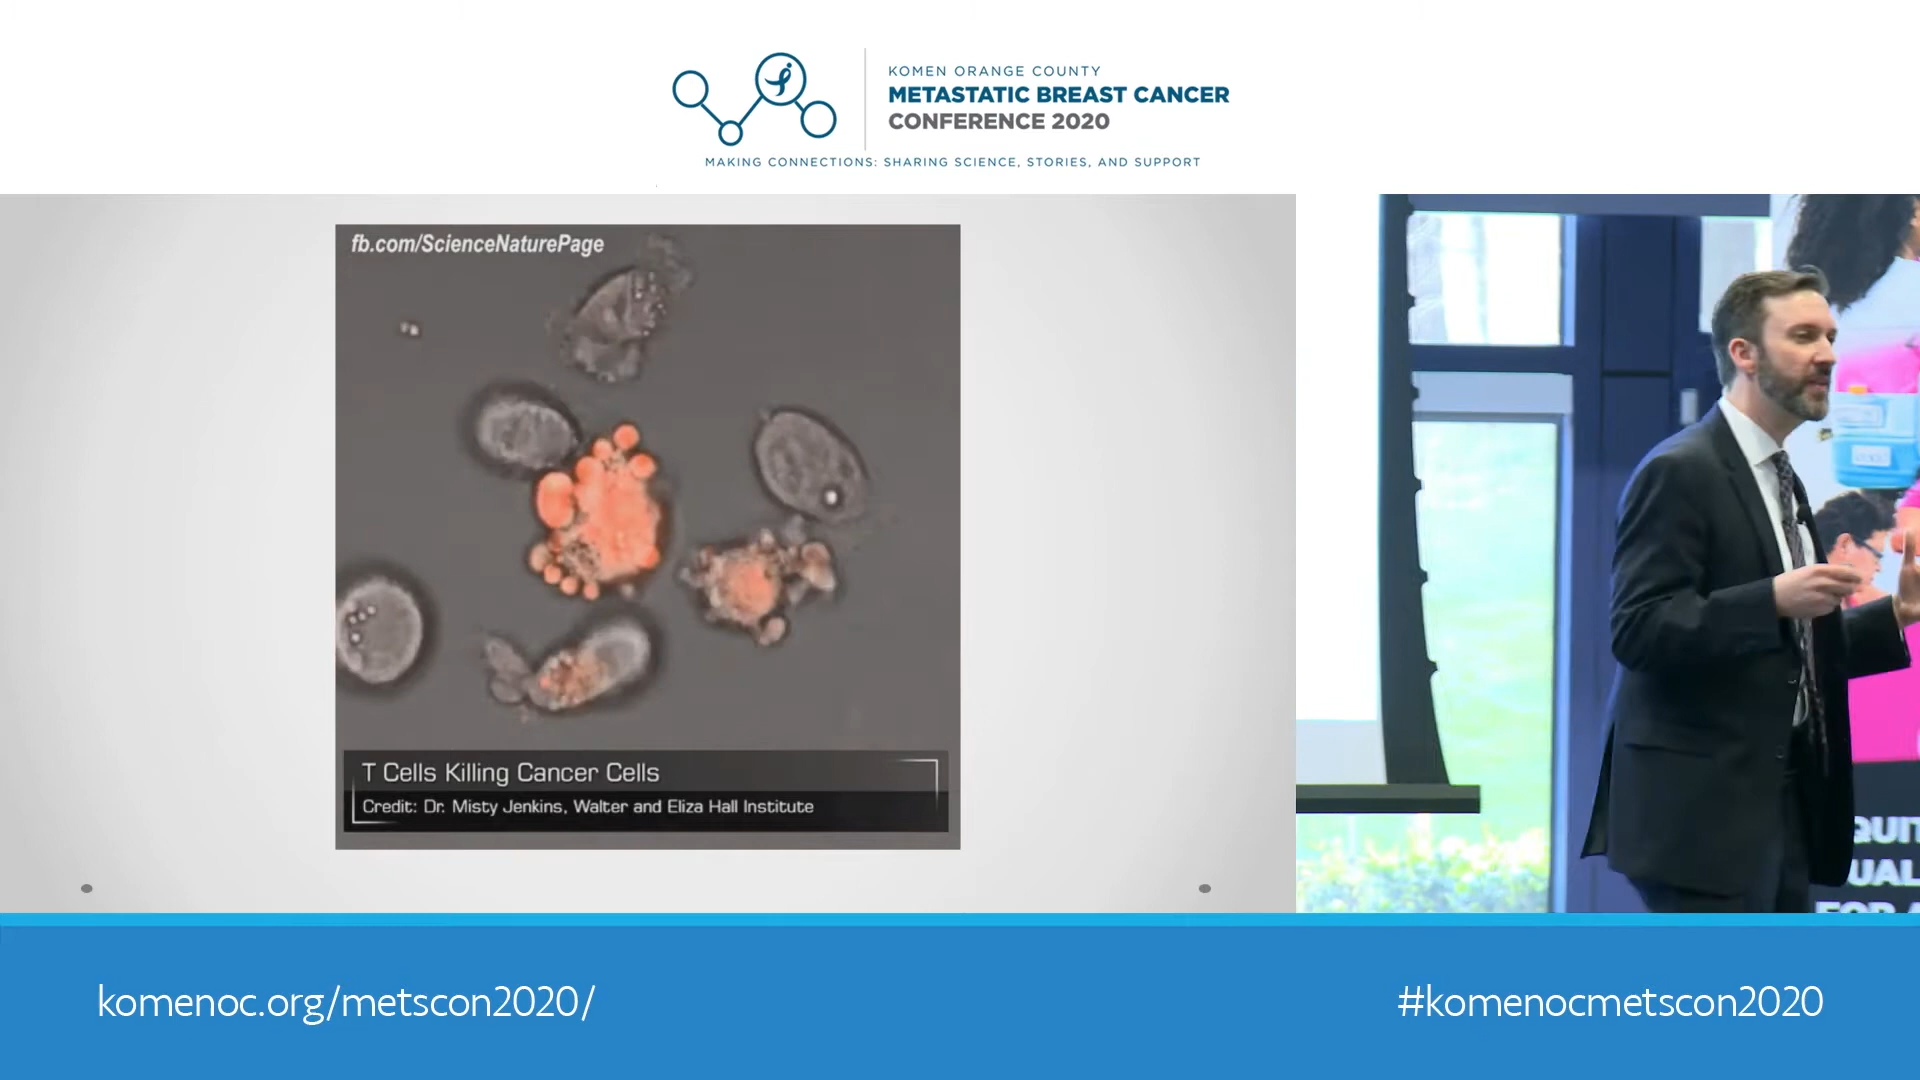 KOMEN ORANGE COUNTY
METASTATIC BREAST CANCER
CONFERENCE 2020
MAKING CONNECTIONS: SHARING SCIENCE, STORIES, AND SUPPORT
fb.com/ScienceNaturePage
T Cells Killing Cancer Cells
Credit: Dr. Misty Jenkins, Walter and Eliza Hall Institute
FOR
komenoc.org/metscon2020/
#komenocmetscon2020